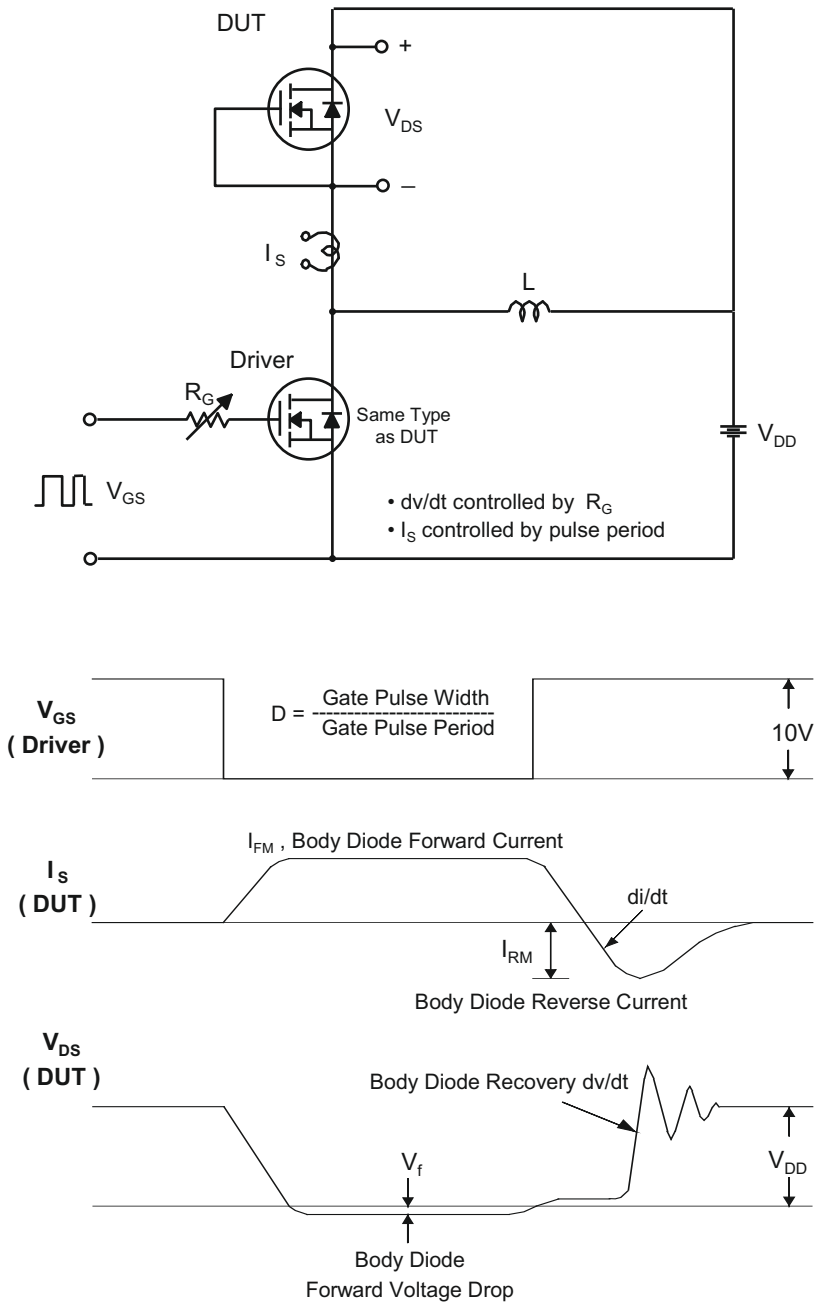 DUT
+
V_DS
–
I_S
L
Driver
R_G
Same Type
as DUT
V_DD
V_GS
• dv/dt controlled by R_G
• I_S controlled by pulse period
V_GS
( Driver )
D = Gate Pulse Width
Gate Pulse Period
10V
I_FM , Body Diode Forward Current
I_S
( DUT )
di/dt
I_RM
Body Diode Reverse Current
V_DS
( DUT )
Body Diode Recovery dv/dt
V_f
V_DD
Body Diode
Forward Voltage Drop